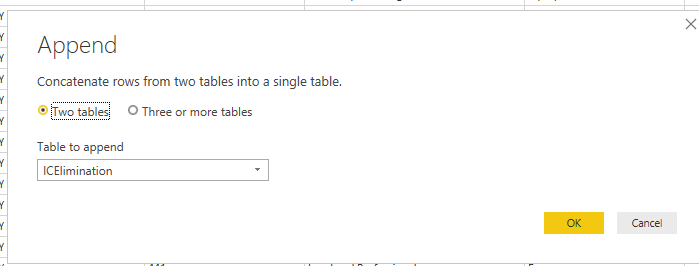 Append
Concatenate rows from two tables into a single table.
Two tables
Three or more tables
Table to append
ICElimination
OK
Cancel